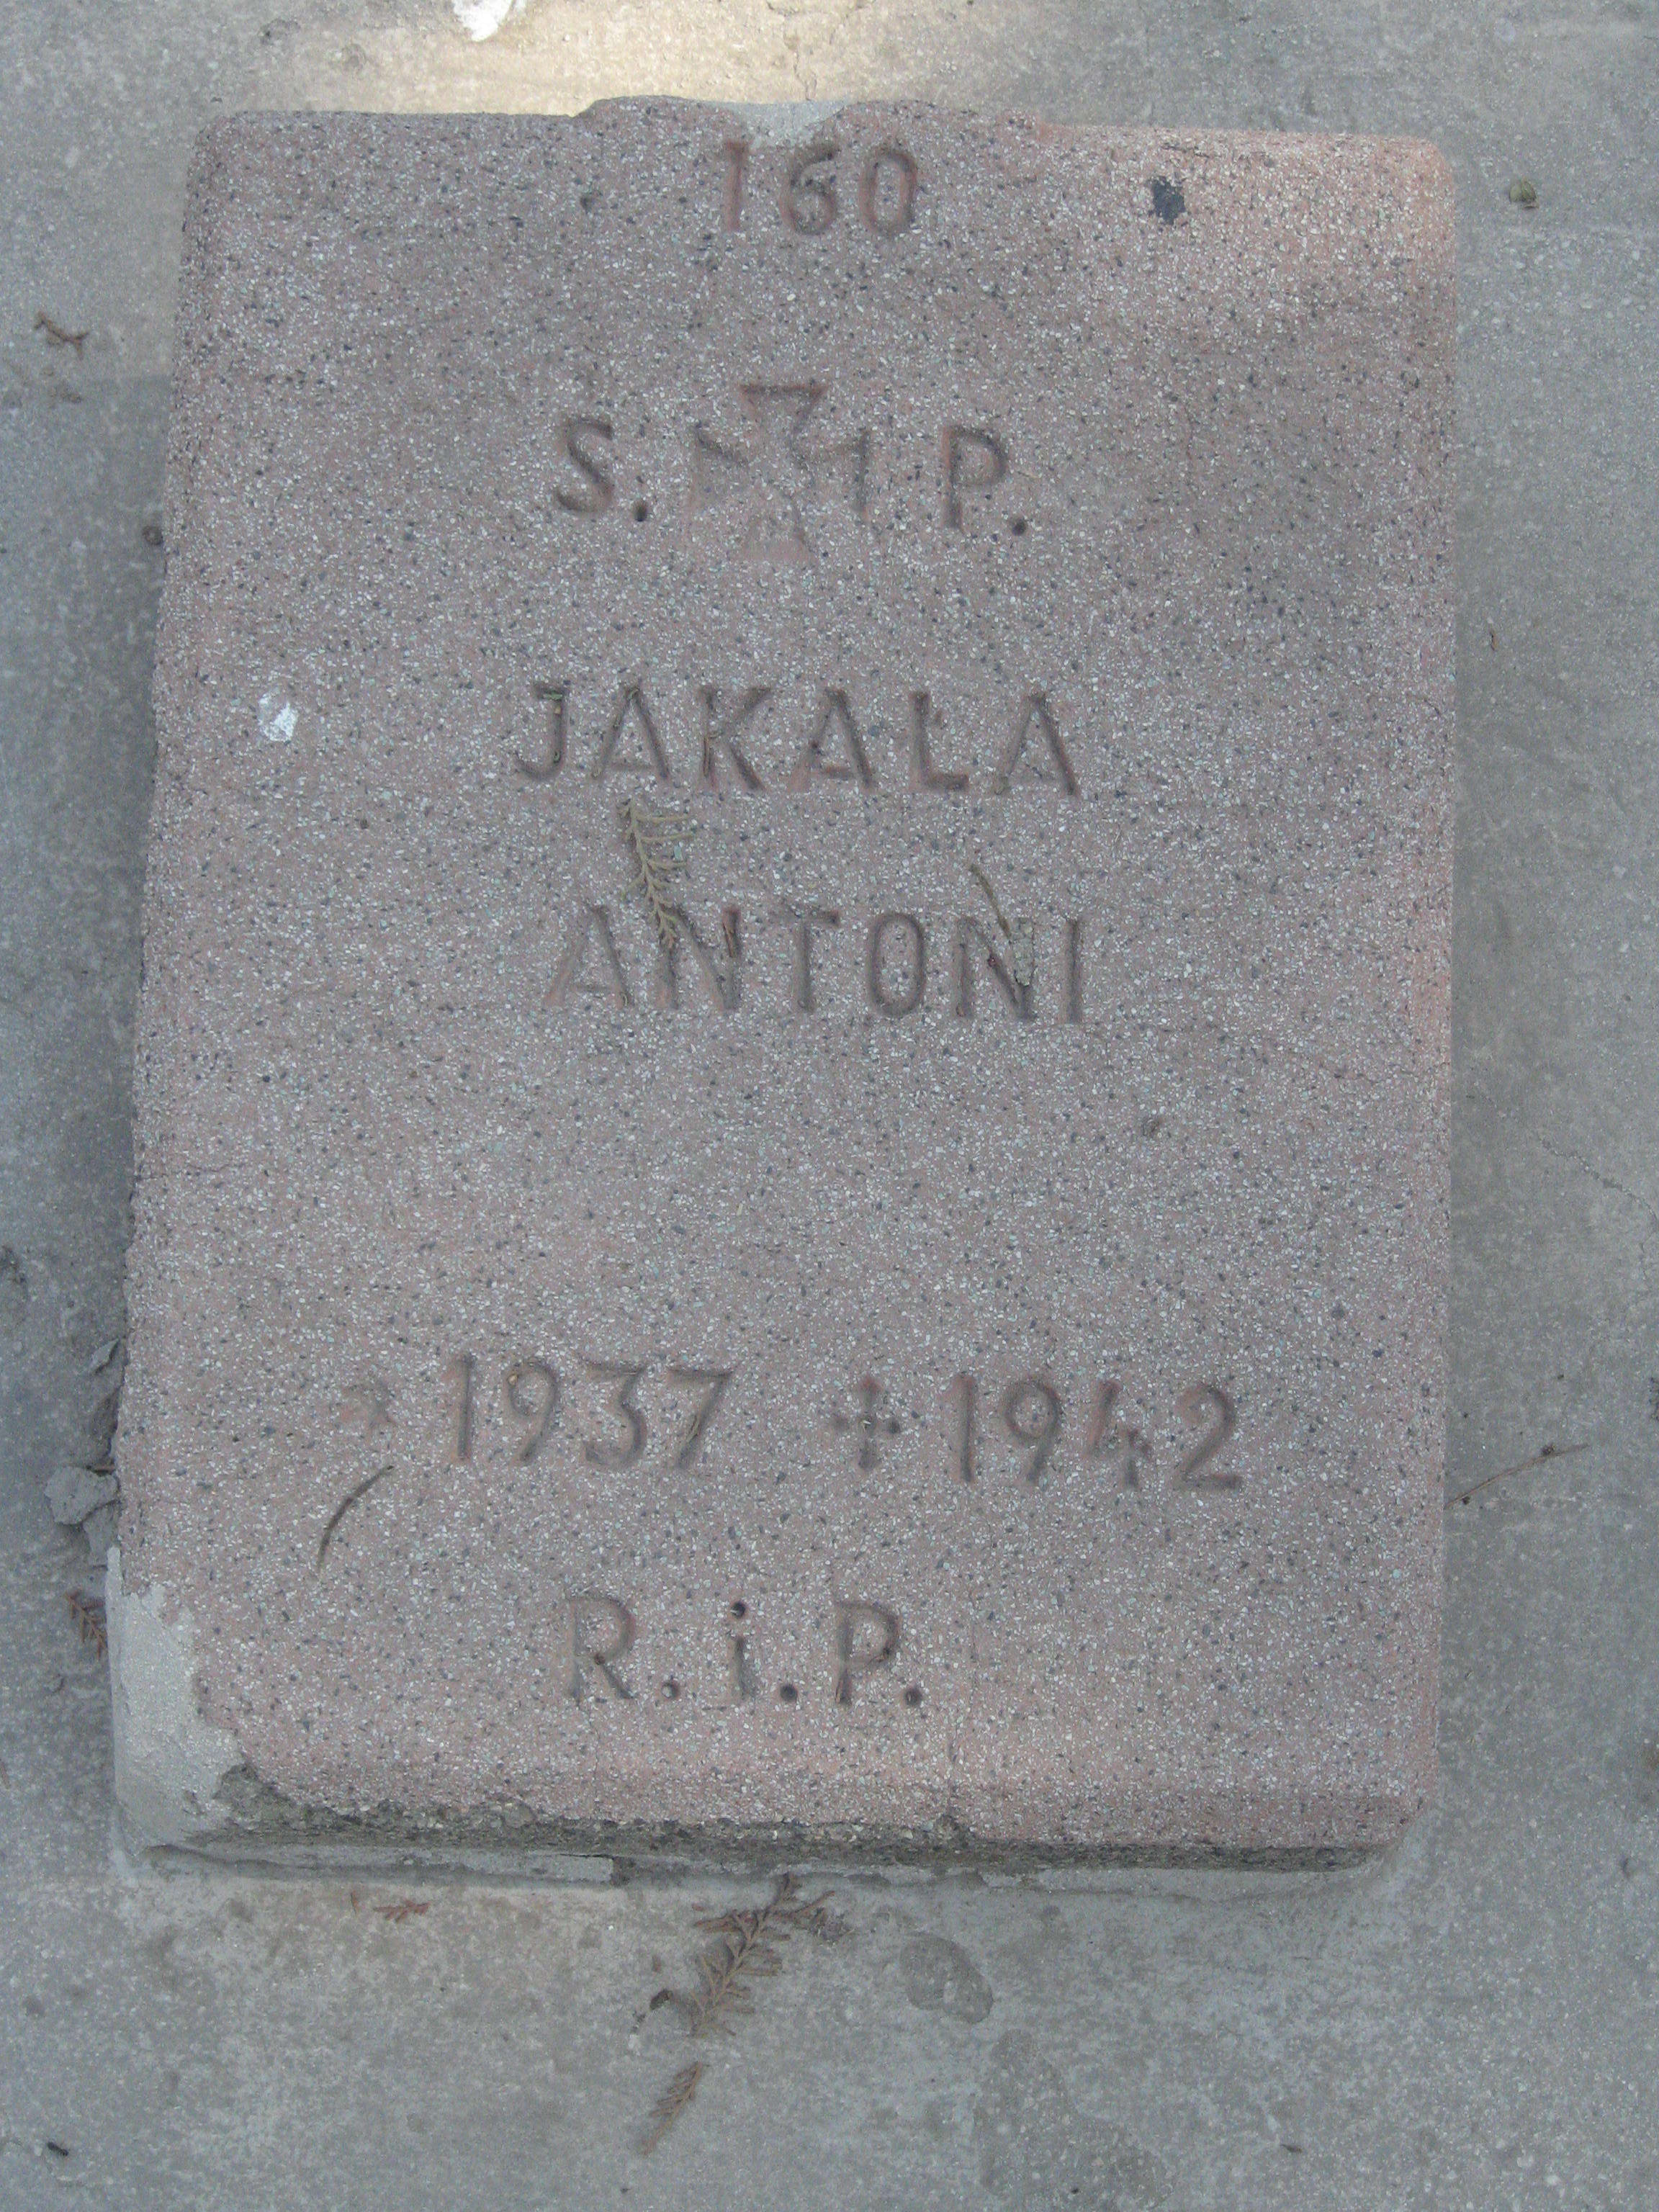 160
S. P.
JAKAŁA
ANTONI
* 1937 + 1942
R.i.P.